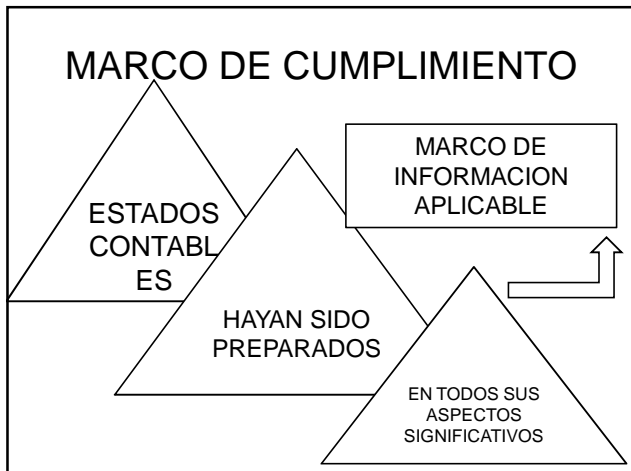 MARCO DE CUMPLIMIENTO
ESTADOS
CONTABL
ES
HAYAN SIDO
PREPARADOS
EN TODOS SUS
ASPECTOS
SIGNIFICATIVOS
MARCO DE
INFORMACION
APLICABLE